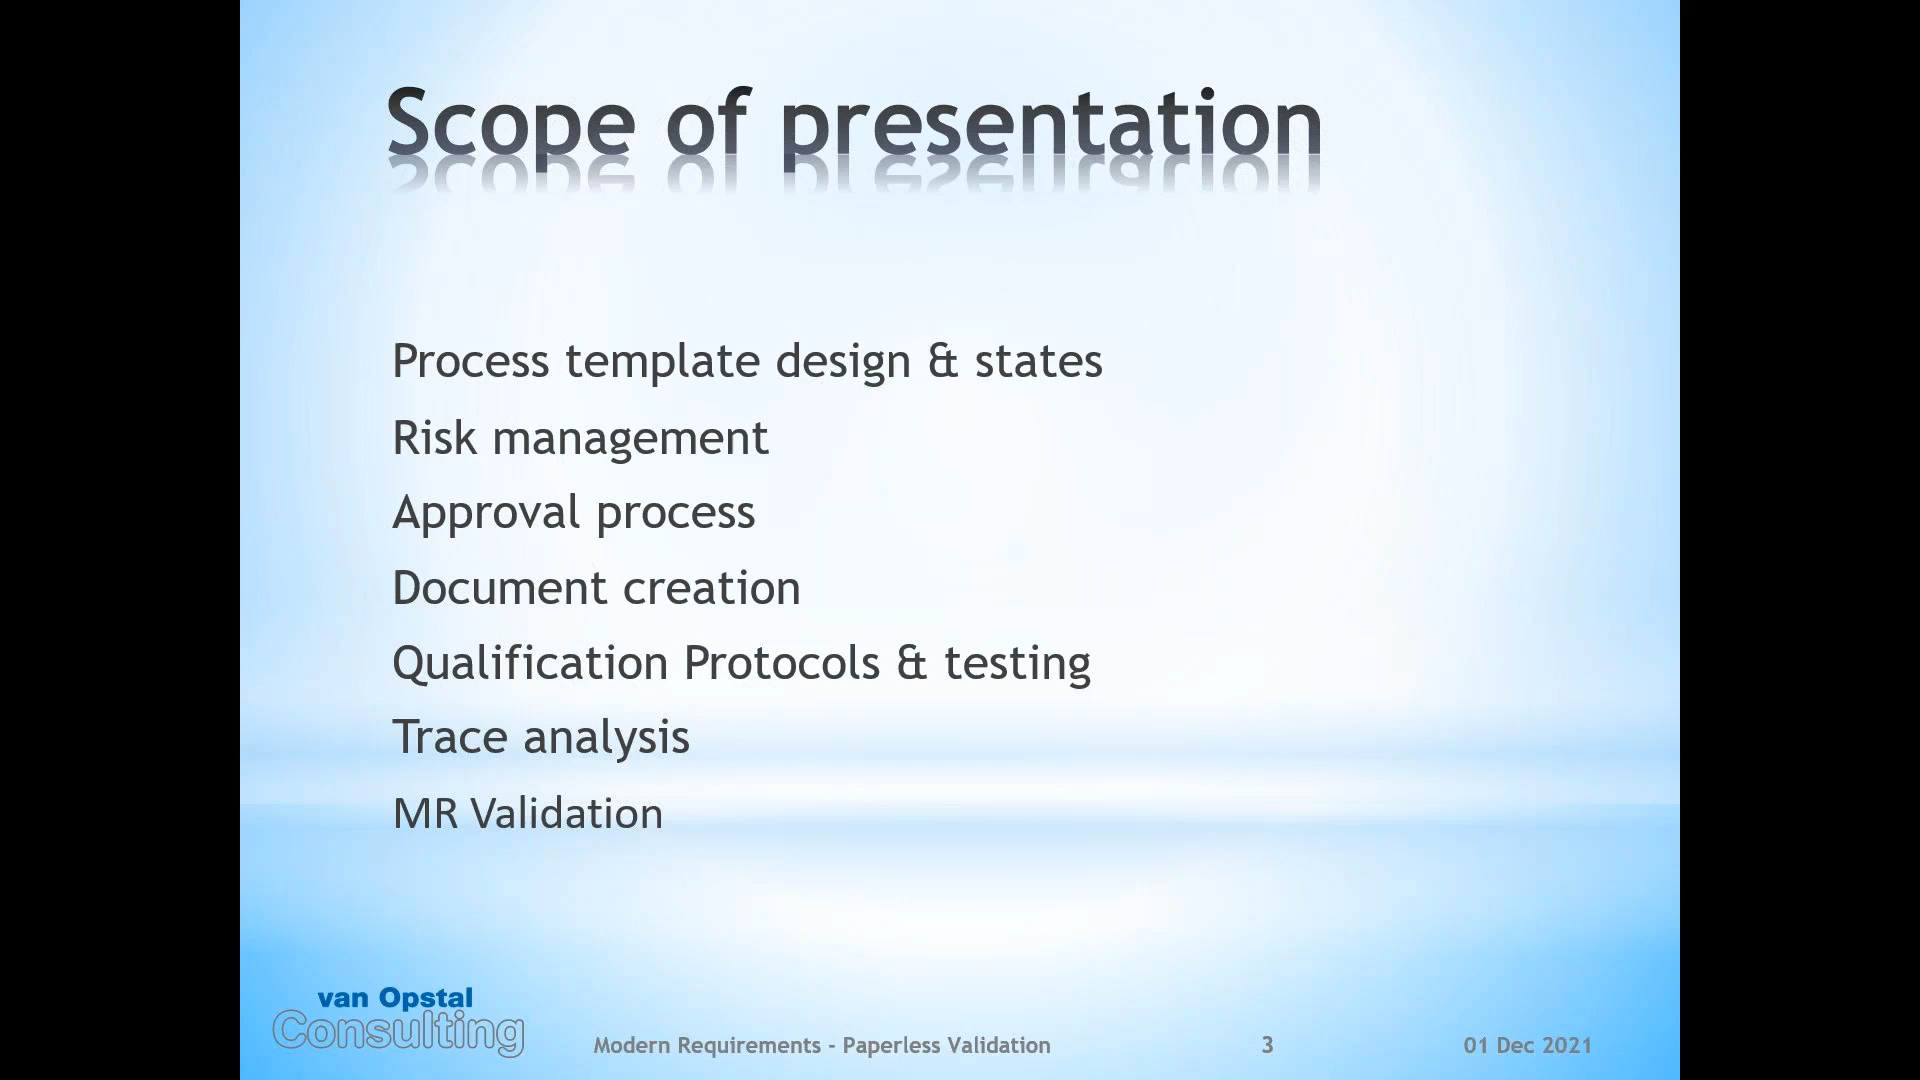 Scope of presentation
Process template design & states
Risk management
Approval process
Document creation
Qualification Protocols & testing
Trace analysis
MR Validation
van Opstal
Consulting
Modern Requirements - Paperless Validation
3
01 Dec 2021